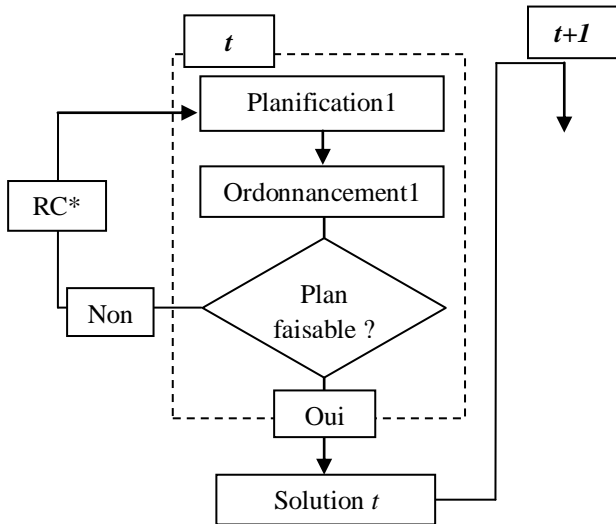 t
t+1
Planification1
Ordonnancement1
RC*
Plan
faisable ?
Non
Oui
Solution t